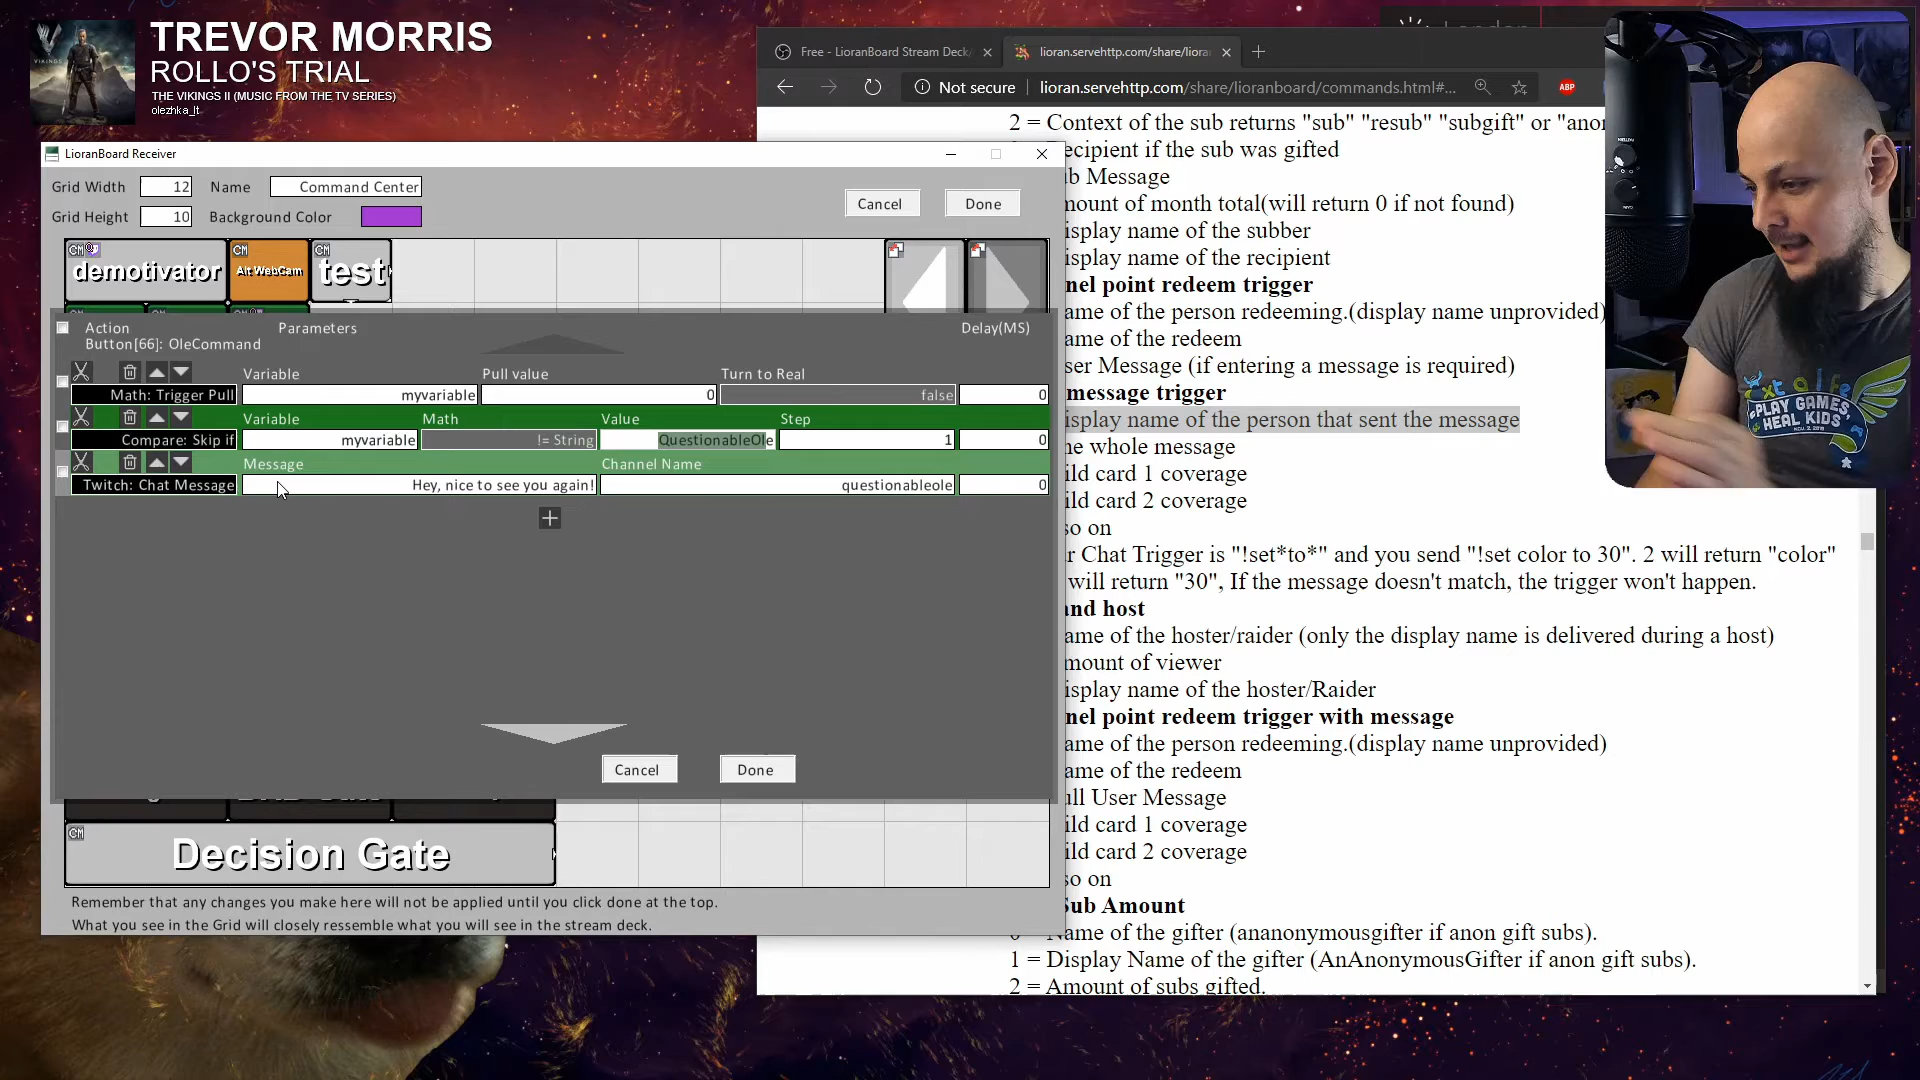 TREVOR MORRIS
ROLLO'S TRIAL
THE VIKINGS II (MUSIC FROM THE TV SERIES)
olezhka_lt
VIKINGS
Free - LioranBoard Stream Deck
lioran.servehttp.com/share/liora
Not secure
lioran.servehttp.com/share/lioranboard/commands.html#...
ABP
LioranBoard Receiver
Grid Width 12 Name Command Center
Grid Height 10 Background Color
Cancel Done
CM demotivator
CM Alt WebCam
CM test
Action Parameters Delay(MS)
Button[66]: OleCommand
Variable Pull value Turn to Real
Math: Trigger Pull myvariable 0 false 0
Variable Math Value Step
Compare: Skip if myvariable != String QuestionableOle 1 0
Message Channel Name
Twitch: Chat Message Hey, nice to see you again! questionableole 0
Cancel Done
CM
Decision Gate
Remember that any changes you make here will not be applied until you click done at the top.
What you see in the Grid will closely ressemble what you will see in the stream deck.
2 = Context of the sub returns "sub" "resub" "subgift" or "anon
ecipient if the sub was gifted
b Message
mount of month total(will return 0 if not found)
isplay name of the subber
isplay name of the recipient
nel point redeem trigger
ame of the person redeeming.(display name unprovided)
ame of the redeem
ser Message (if entering a message is required)
message trigger
isplay name of the person that sent the message
he whole message
ild card 1 coverage
ild card 2 coverage
so on
r Chat Trigger is "!set*to*" and you send "!set color to 30". 2 will return "color"
will return "30", If the message doesn't match, the trigger won't happen.
and host
ame of the hoster/raider (only the display name is delivered during a host)
mount of viewer
isplay name of the hoster/Raider
nel point redeem trigger with message
ame of the person redeeming.(display name unprovided)
ame of the redeem
ull User Message
ild card 1 coverage
ild card 2 coverage
so on
Sub Amount
0 = Name of the gifter (ananonymousgifter if anon gift subs).
1 = Display Name of the gifter (AnAnonymousGifter if anon gift subs).
2 = Amount of subs gifted.
PLAY GAMES,
HEAL KIDS